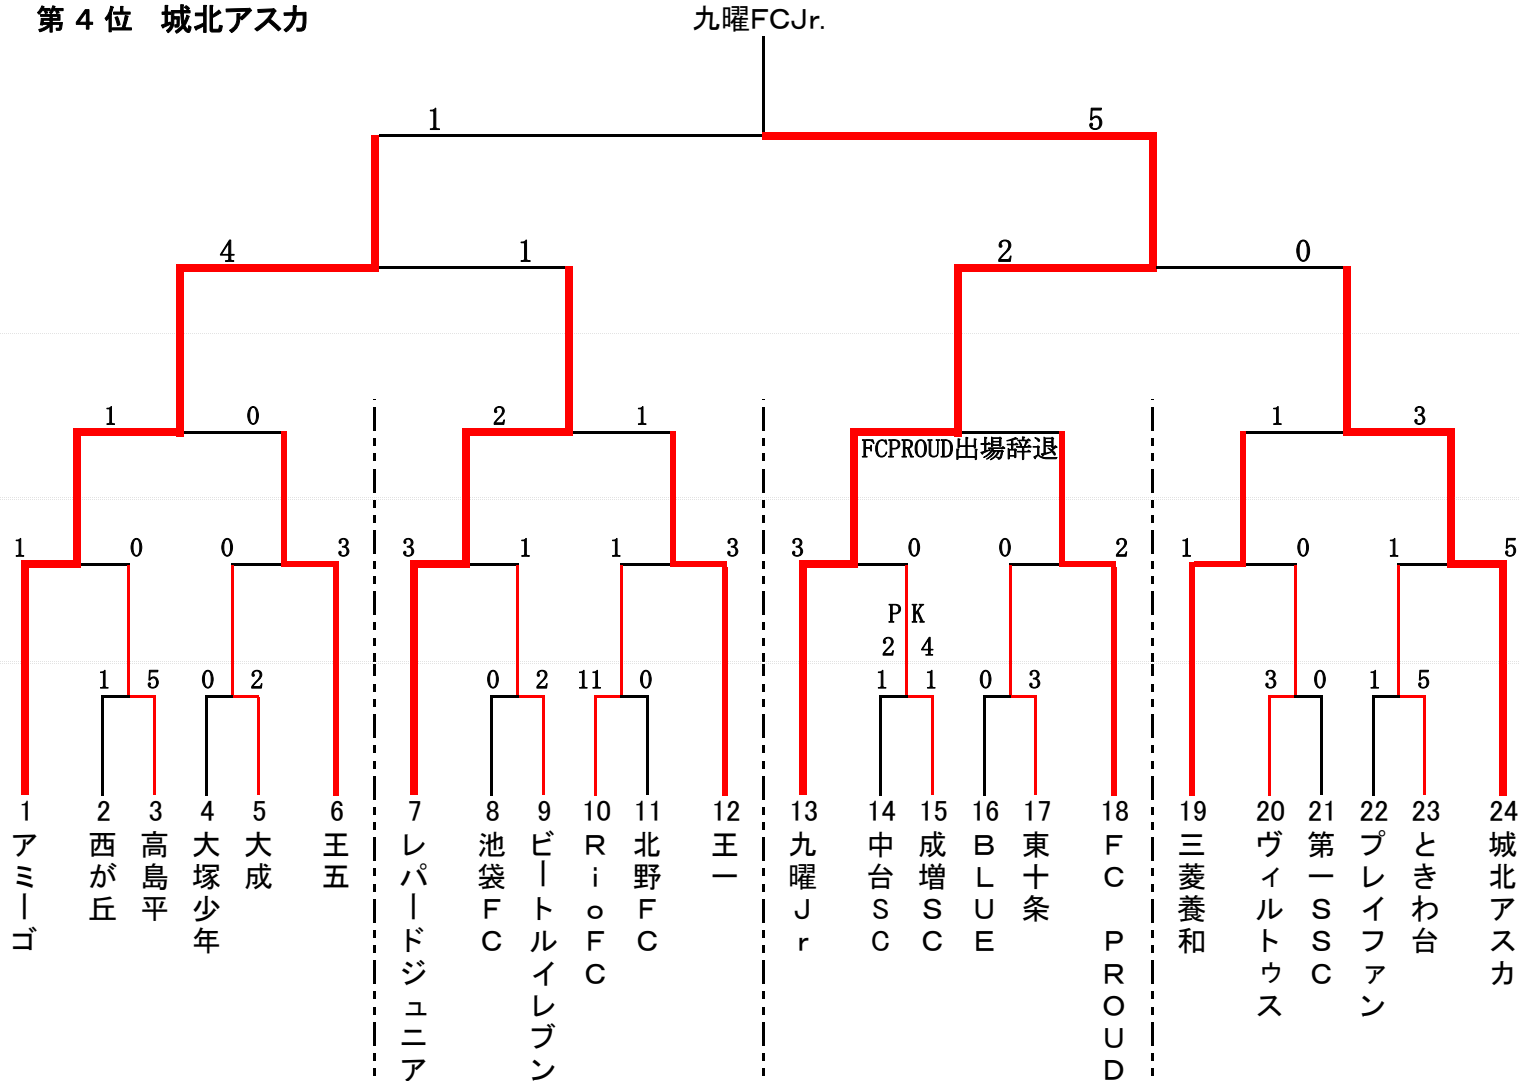 第 4 位　城北アスカ
九曜FCJr.
1 5
4 1 2 0
1 0 2 1 1 3
FCPROUD出場辞退
1 0 0 3 3 1 1 3 3 0 0 2 1 0 1 5
PK
2 4
1 5 0 2 0 2 11 0 1 1 0 3 3 0 1 5
1 2 3 4 5 6 7 8 9 10 11 12 13 14 15 16 17 18 19 20 21 22 23 24
アミーゴ
西が丘
高島平
大塚少年
大成
王五
レパードジュニア
池袋FC
ビートルイレブン
RioFC
北野FC
王一
九曜Jr
中台SC
成増SC
BLUE
東十条
FC PROUD
三菱養和
ヴィルトゥス
第一SSC
プレイファン
ときわ台
城北アスカ